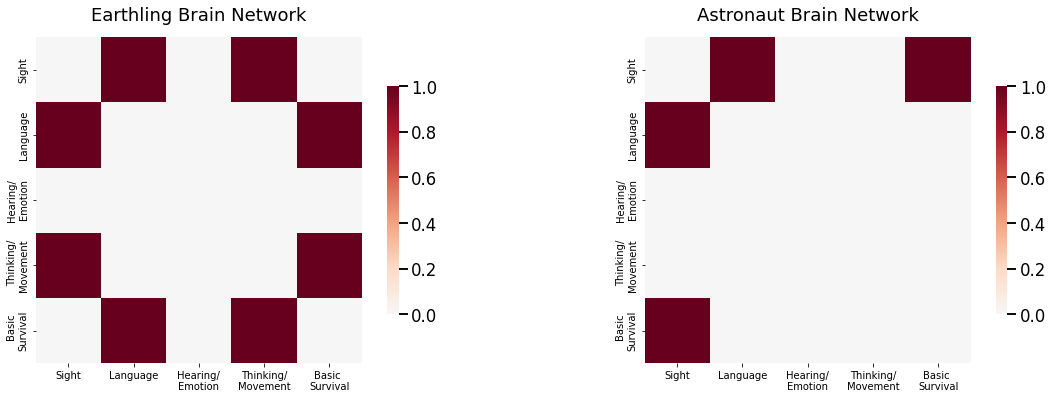 Earthling Brain Network
Astronaut Brain Network
Sight
Language
Hearing/
Emotion
Thinking/
Movement
Basic
Survival
1.0
0.8
0.6
0.4
0.2
0.0
Sight
Language
Hearing/
Emotion
Thinking/
Movement
Basic
Survival
Sight
Language
Hearing/
Emotion
Thinking/
Movement
Basic
Survival
1.0
0.8
0.6
0.4
0.2
0.0
Sight
Language
Hearing/
Emotion
Thinking/
Movement
Basic
Survival